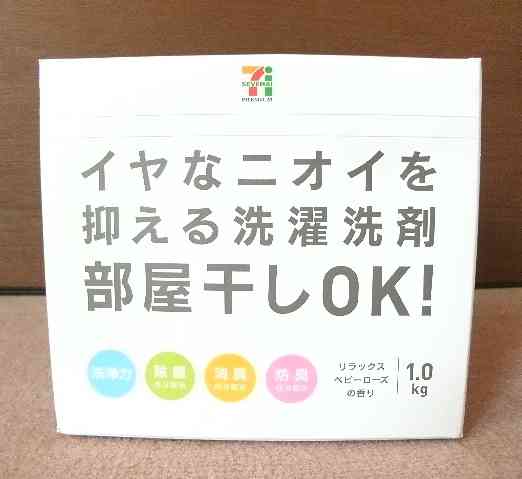 SEVEN&I
PREMIUM
イヤなニオイを
抑える洗濯洗剤
部屋干しOK!
洗浄力
除菌
消臭
防臭
リラックス
ベビーローズ
の香り
1.0
kg